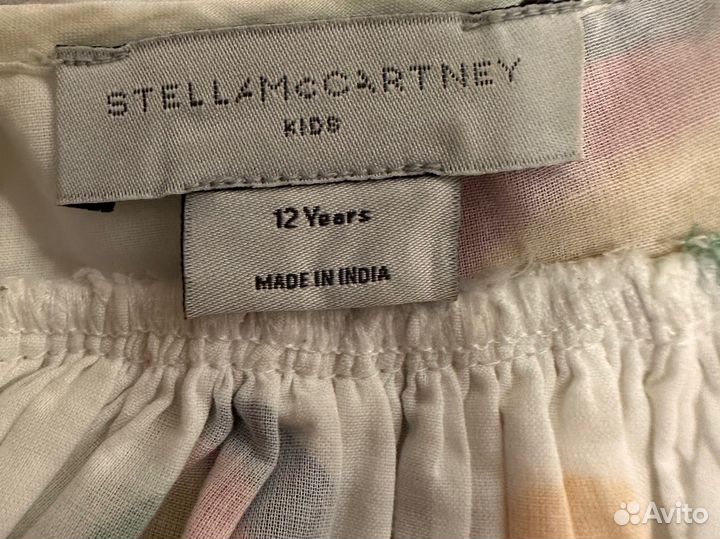 STELLAMcCARTNEY
KIDS
12 Years
MADE IN INDIA
Avito